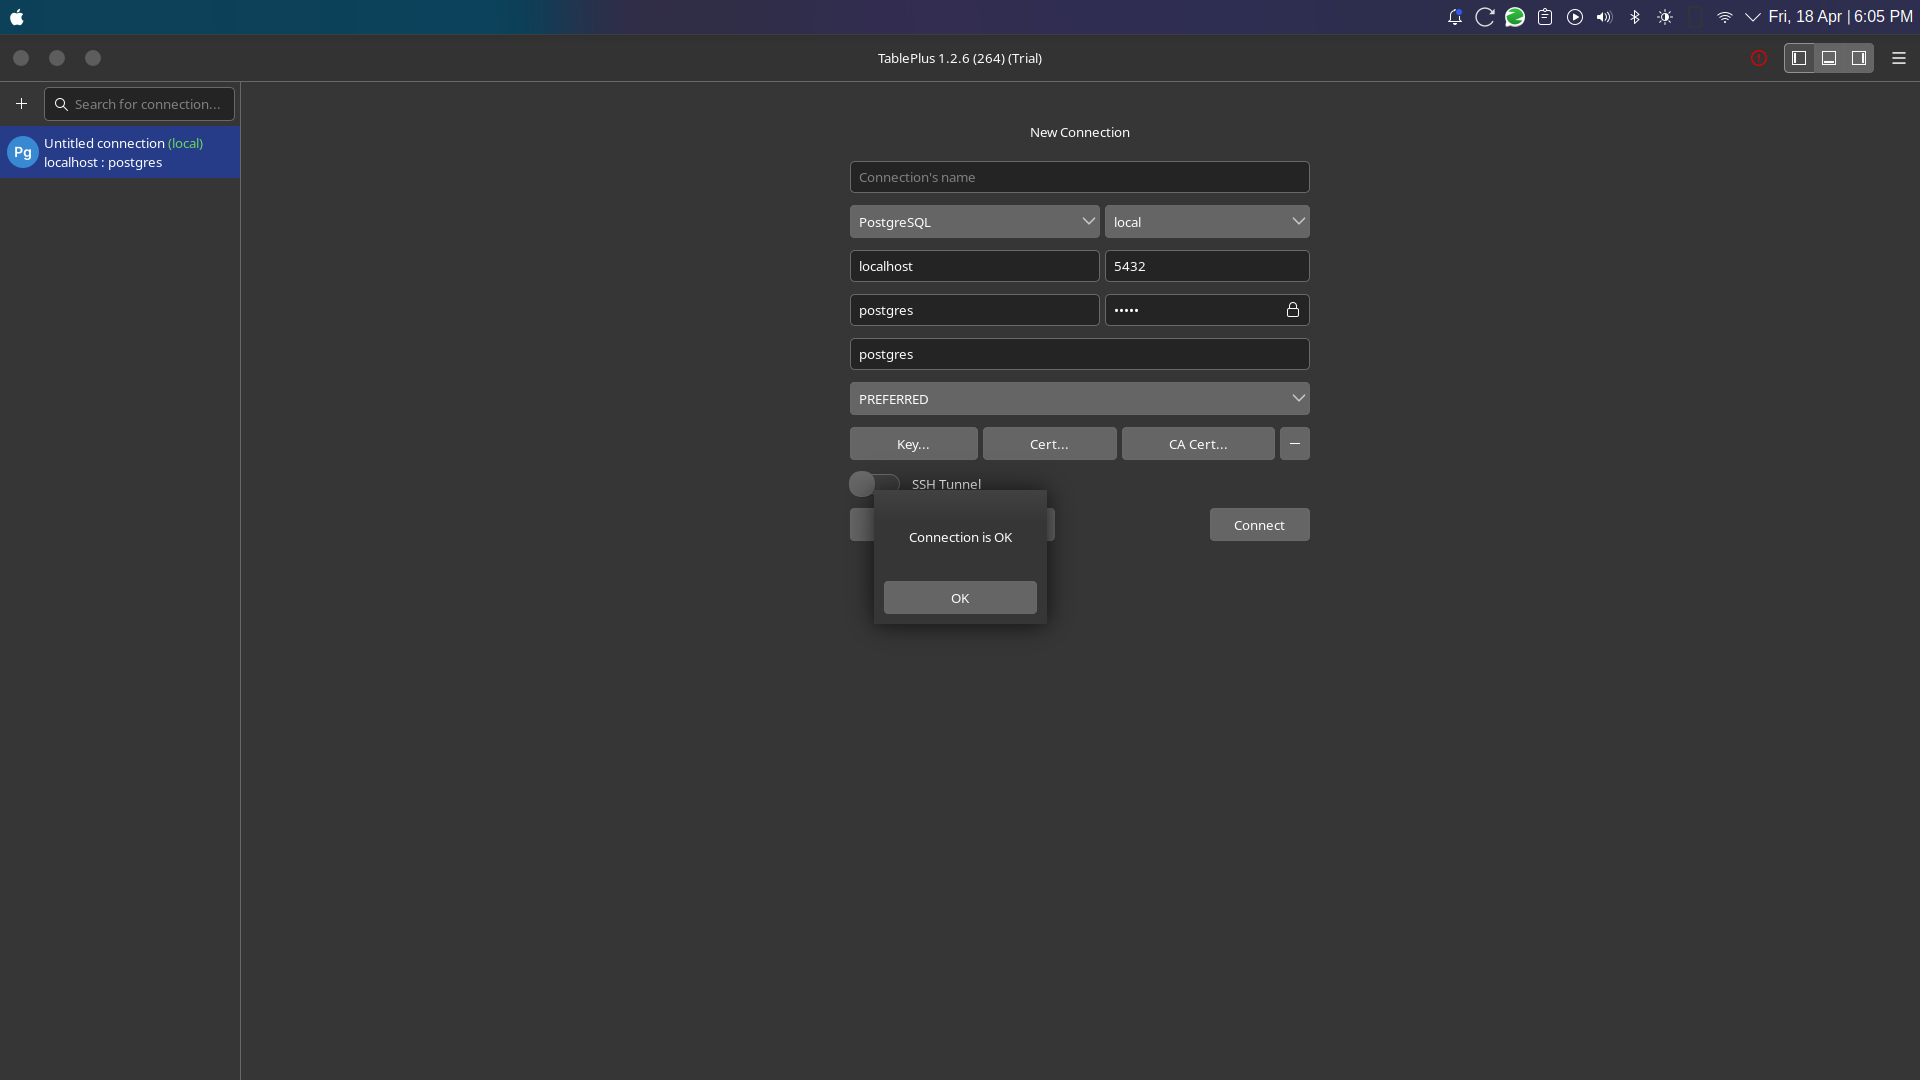 Fri, 18 Apr | 6:05 PM
TablePlus 1.2.6 (264) (Trial)
Search for connection...
Pg
Untitled connection (local)
localhost : postgres
New Connection
Connection's name
PostgreSQL
local
localhost
5432
postgres
•••••
postgres
PREFERRED
Key...
Cert...
CA Cert...
SSH Tunnel
Connect
Connection is OK
OK